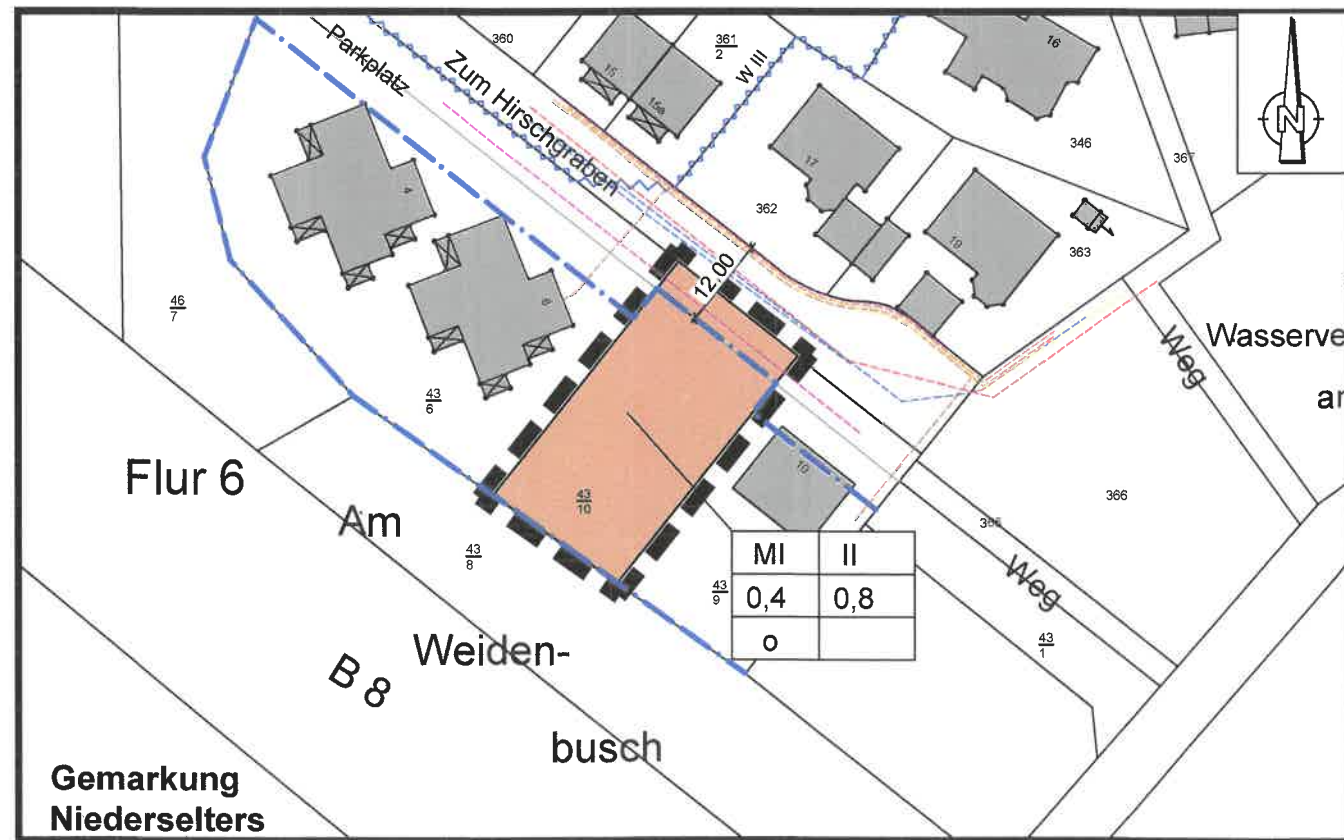 Parkplatz
Zum Hirschgraben
360
361
2
W III
15
15a
16
17
19
346
367
362
363
N
4
6
12.00
46
7
43
6
Wasserve
ar
Weg
Flur 6
Am
43
10
43
8
10
366
365
Weg
43
9
MI II
0,4 0,8
o
43
1
Weiden-
B 8
busch
Gemarkung
Niederselters